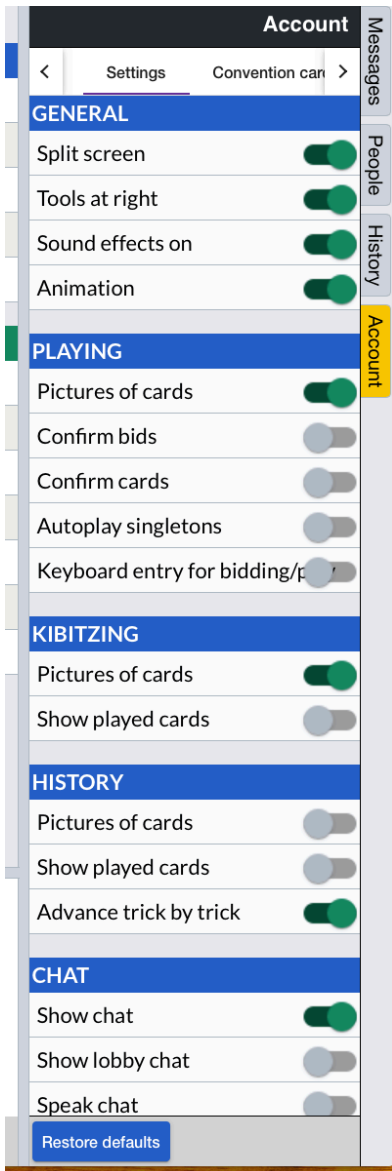 Account
Settings
Convention car
GENERAL
Split screen
Tools at right
Sound effects on
Animation
PLAYING
Pictures of cards
Confirm bids
Confirm cards
Autoplay singletons
Keyboard entry for bidding/play
KIBITZING
Pictures of cards
Show played cards
HISTORY
Pictures of cards
Show played cards
Advance trick by trick
CHAT
Show chat
Show lobby chat
Speak chat
Restore defaults
Messages
People
History
Account